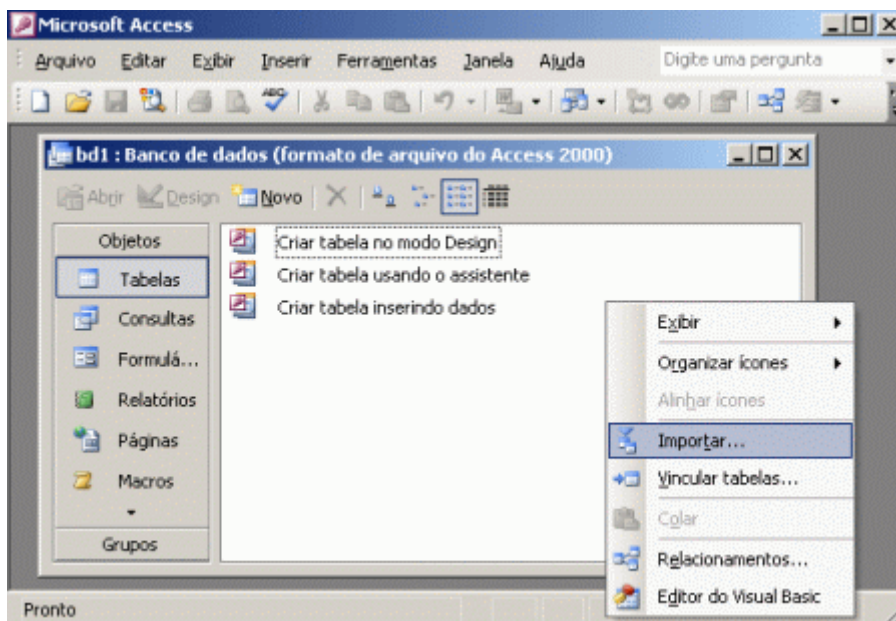 Microsoft Access
Arquivo Editar Exibir Inserir Ferramentas Janela Ajuda Digite uma pergunta
bd1 : Banco de dados (formato de arquivo do Access 2000)
Abrir Design Novo
Objetos
Tabelas
Consultas
Formulá...
Relatórios
Páginas
Macros
Grupos
Criar tabela no modo Design
Criar tabela usando o assistente
Criar tabela inserindo dados
Exibir
Organizar ícones
Alinhar ícones
Importar...
Vincular tabelas...
Colar
Relacionamentos...
Editor do Visual Basic
Pronto